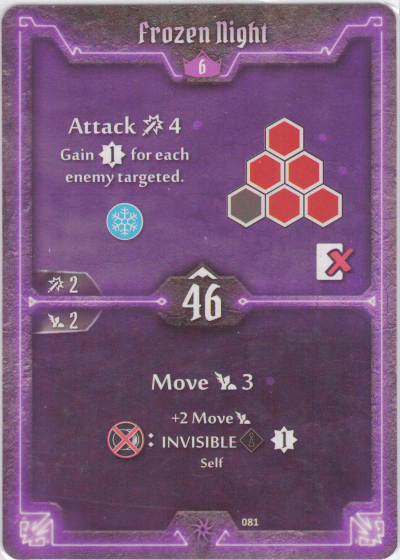 Frozen Night
6
Attack 4
Gain 1 for each
enemy targeted.
2
46
2
Move 3
+2 Move
: INVISIBLE 1
Self
081